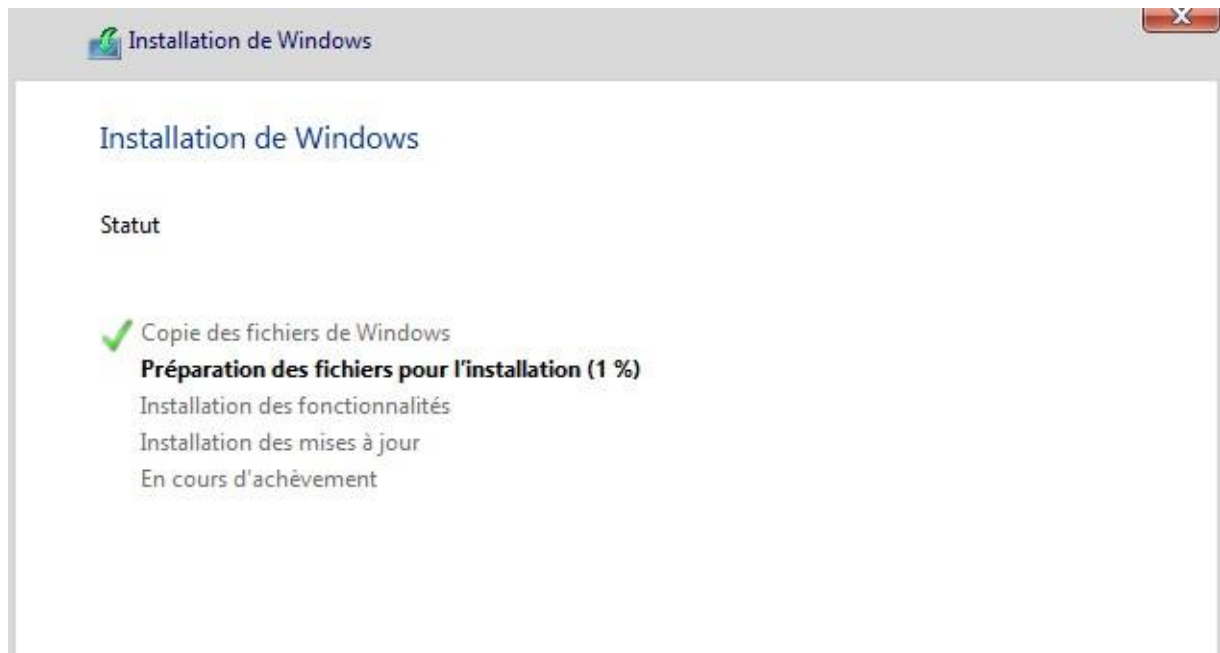 Installation de Windows
Installation de Windows
Statut
Copie des fichiers de Windows
Préparation des fichiers pour l'installation (1 %)
Installation des fonctionnalités
Installation des mises à jour
En cours d'achèvement